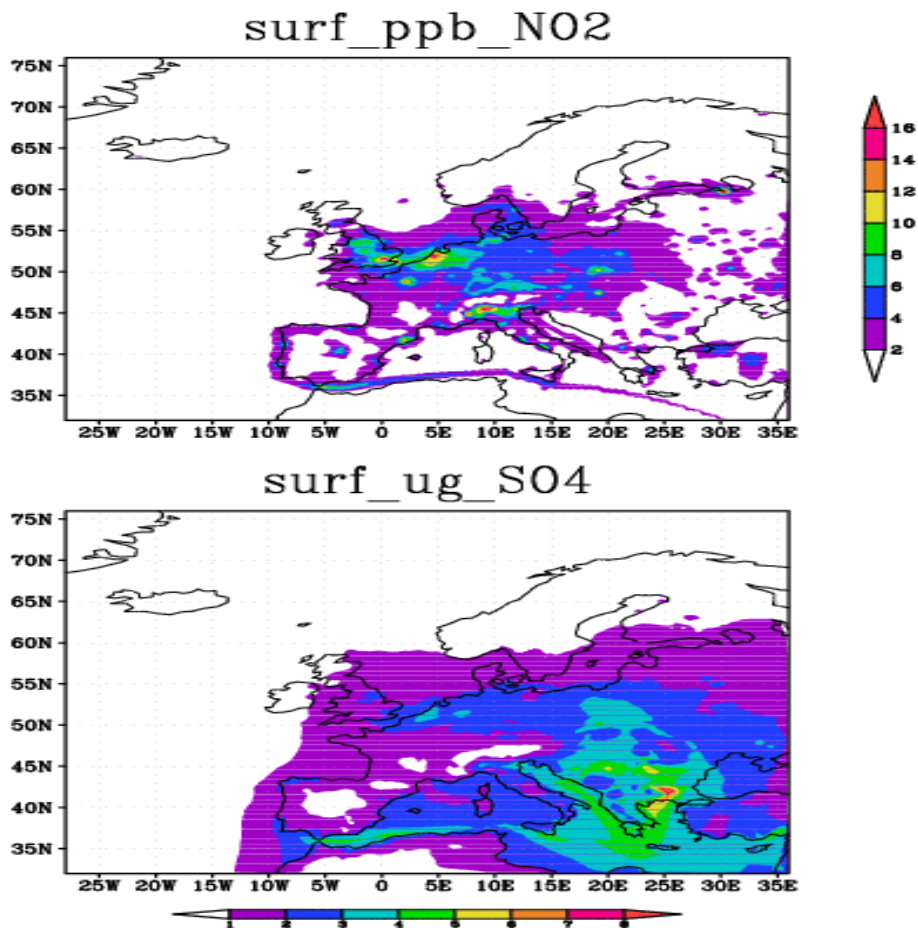 surf_ppb_NO2
75N
70N
65N
60N
55N
50N
45N
40N
35N
25W 20W 15W 10W 5W 0 5E 10E 15E 20E 25E 30E 35E
16
14
12
10
8
6
4
2
surf_ug_SO4
75N
70N
65N
60N
55N
50N
45N
40N
35N
25W 20W 15W 10W 5W 0 5E 10E 15E 20E 25E 30E 35E
1 2 3 4 5 6 7 8